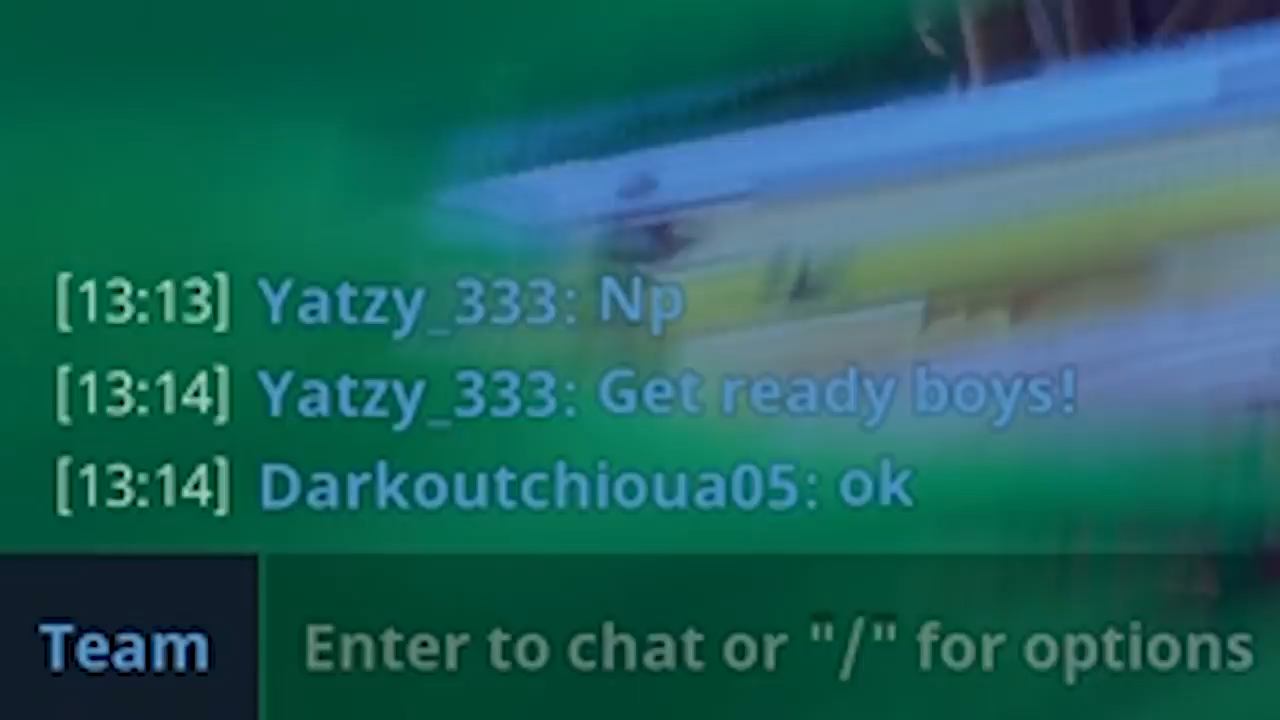 [13:13] Yatzy_333: Np
[13:14] Yatzy_333: Get ready boys!
[13:14] Darkoutchioua05: ok
Team Enter to chat or "/" for options